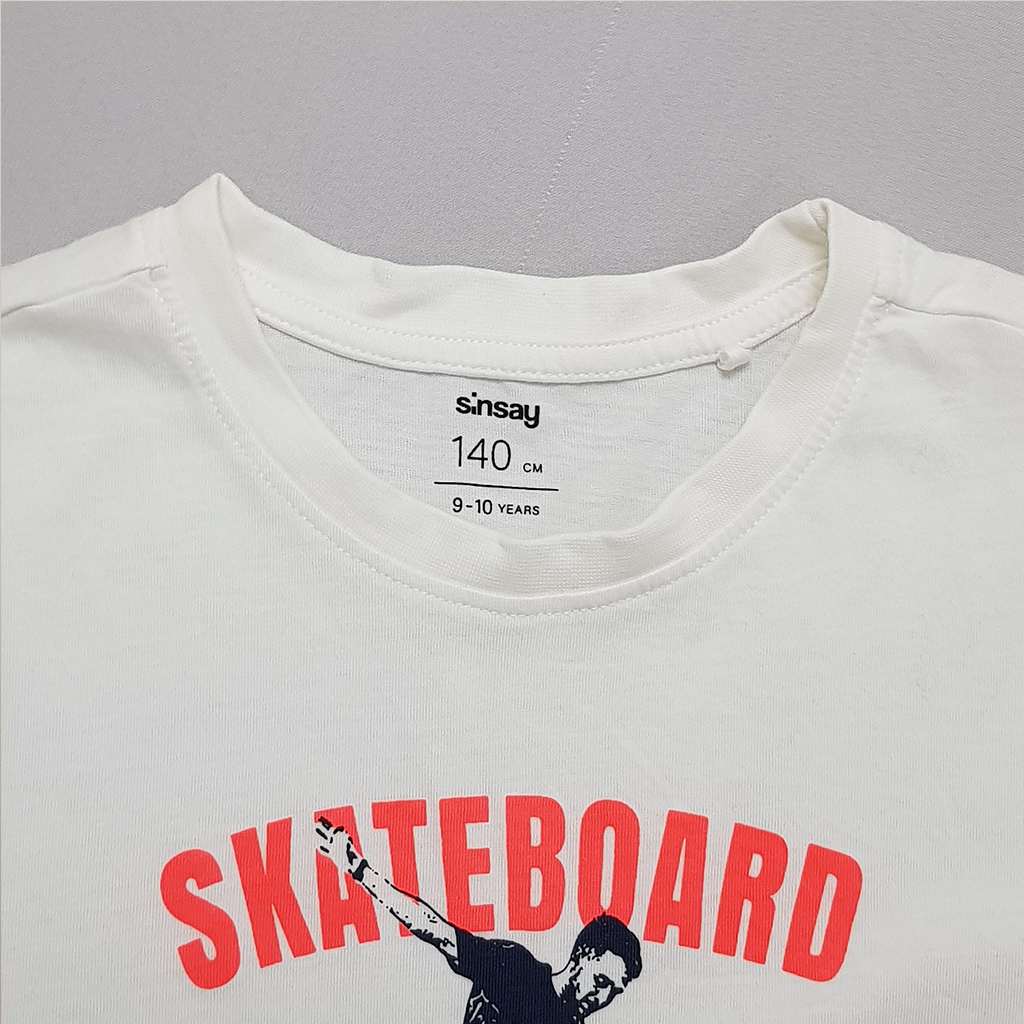 sinsay
140 CM
9-10 YEARS
SKATEBOARD